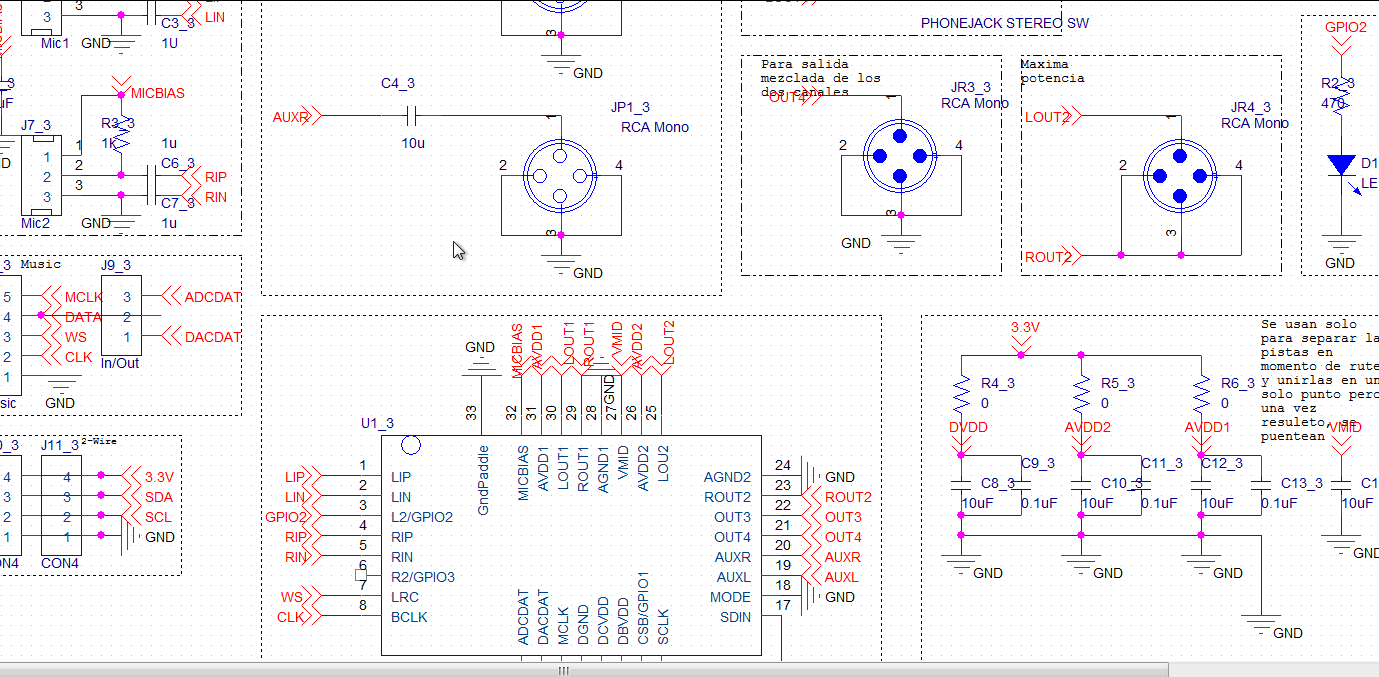 3
3
Mic1
GND
C3_3
1U
LIN
MICBIAS
J7_3
R3_3
1K
1u
C6_3
1
2
3
1
2
3
RIP
RIN
C7_3
1u
GND
Mic2
3
GND
C4_3
AUXR
10u
JP1_3
RCA Mono
1
2
4
3
GND
PHONEJACK STEREO SW
Para salida
mezclada de los
dos canales
OUT4
JR3_3
RCA Mono
1
2
4
3
GND
Maxima
potencia
LOUT2
JR4_3
RCA Mono
1
2
4
3
ROUT2
GPIO2
R2_3
470
D1
LE
GND
Music
J9_3
5
4
3
2
1
MCLK
DATA
WS
CLK
3
2
1
ADCDAT
DACDAT
In/Out
GND
J11_3
2-Wire
4
3
2
1
4
3
2
1
3.3V
SDA
SCL
GND
CON4
GND
MICBIAS
AVDD1
LOUT1
ROUT1
GND
VMID
AVDD2
LOUT2
33
32
31
30
29
28
27
26
25
U1_3
GndPaddle
MICBIAS
AVDD1
LOUT1
ROUT1
AGND1
VMID
AVDD2
LOU2
LIP
1
LIP
LIN
2
LIN
GPIO2
3
L2/GPIO2
RIP
4
RIP
RIN
5
RIN
6
R2/GPIO3
WS
7
LRC
CLK
8
BCLK
AGND2
24
GND
ROUT2
23
ROUT2
OUT3
22
OUT3
OUT4
21
OUT4
AUXR
20
AUXR
AUXL
19
AUXL
MODE
18
GND
SDIN
17
ADCDAT
DACDAT
MCLK
DGND
DCVDD
DBVDD
CSB/GPIO1
SCLK
3.3V
Se usan solo
para separar la
pistas en
momento de rute
y unirlas en un
solo punto pero
una vez
resuleto, se
puentean
R4_3
0
R5_3
0
R6_3
0
DVDD
AVDD2
AVDD1
VMID
C9_3
C8_3
10uF
0.1uF
C11_3
C10_3
10uF
0.1uF
C12_3
C13_3
10uF
0.1uF
C1
10uF
GND
GND
GND
GND
GND